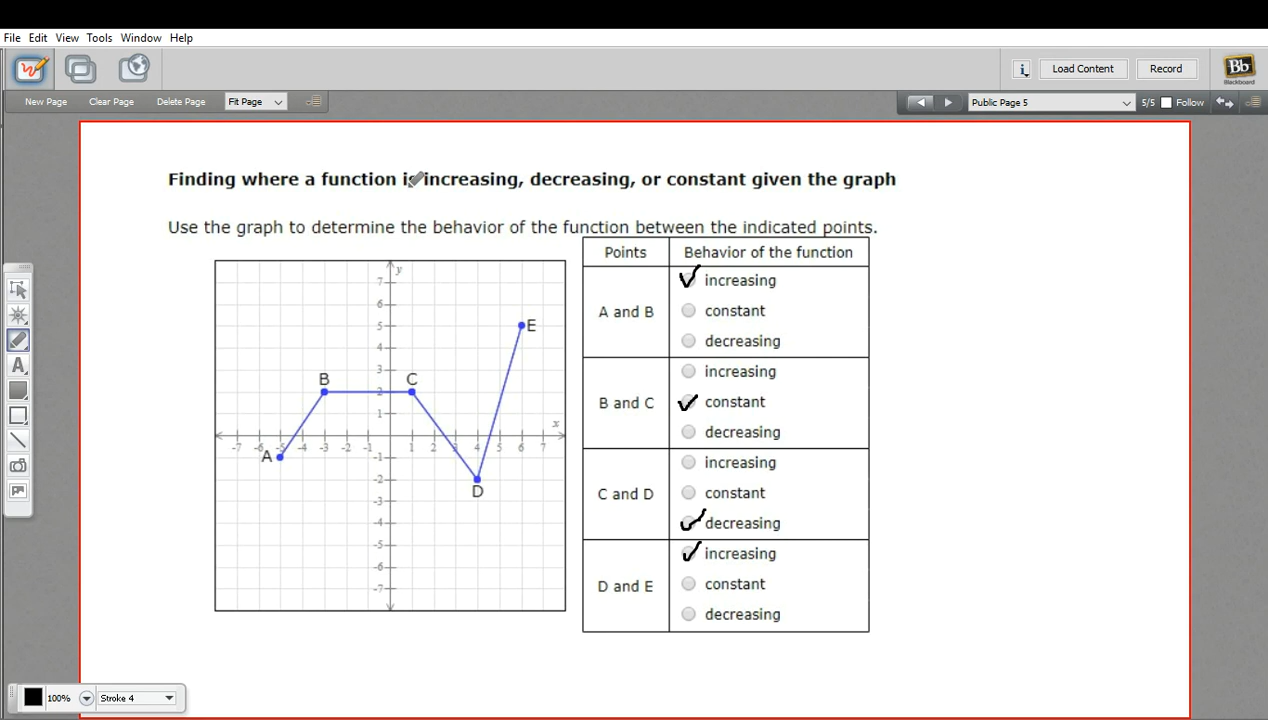 File Edit View Tools Window Help
i Load Content Record Bb
Blackboard
New Page Clear Page Delete Page Fit Page Public Page 5 5/5 Follow
Finding where a function is increasing, decreasing, or constant given the graph
Use the graph to determine the behavior of the function between the indicated points.
Points Behavior of the function
A and B
increasing
constant
decreasing
B and C
increasing
constant
decreasing
C and D
increasing
constant
decreasing
D and E
increasing
constant
decreasing
y
7
6
5 E
4
3
B C
2
1
x
-7 -6 -5 -4 -3 -2 -1 1 2 3 4 5 6 7
A -1
-2
D
-3
-4
-5
-6
-7
A
100% Stroke 4